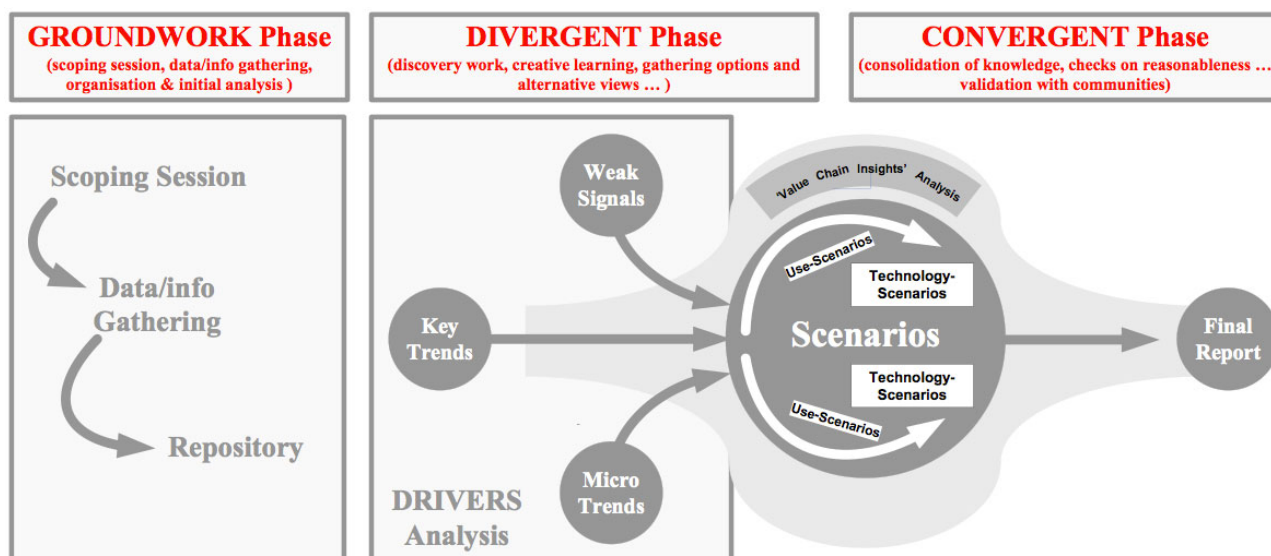 GROUNDWORK Phase
(scoping session, data/info gathering,
organisation & initial analysis )
DIVERGENT Phase
(discovery work, creative learning, gathering options and
alternative views … )
CONVERGENT Phase
(consolidation of knowledge, checks on reasonableness …
validation with communities)
Scoping Session
Data/info
Gathering
Repository
Weak
Signals
Key
Trends
Micro
Trends
DRIVERS
Analysis
'Value Chain Insights' Analysis
Use-Scenarios
Technology-
Scenarios
Scenarios
Technology-
Scenarios
Use-Scenarios
Final
Report